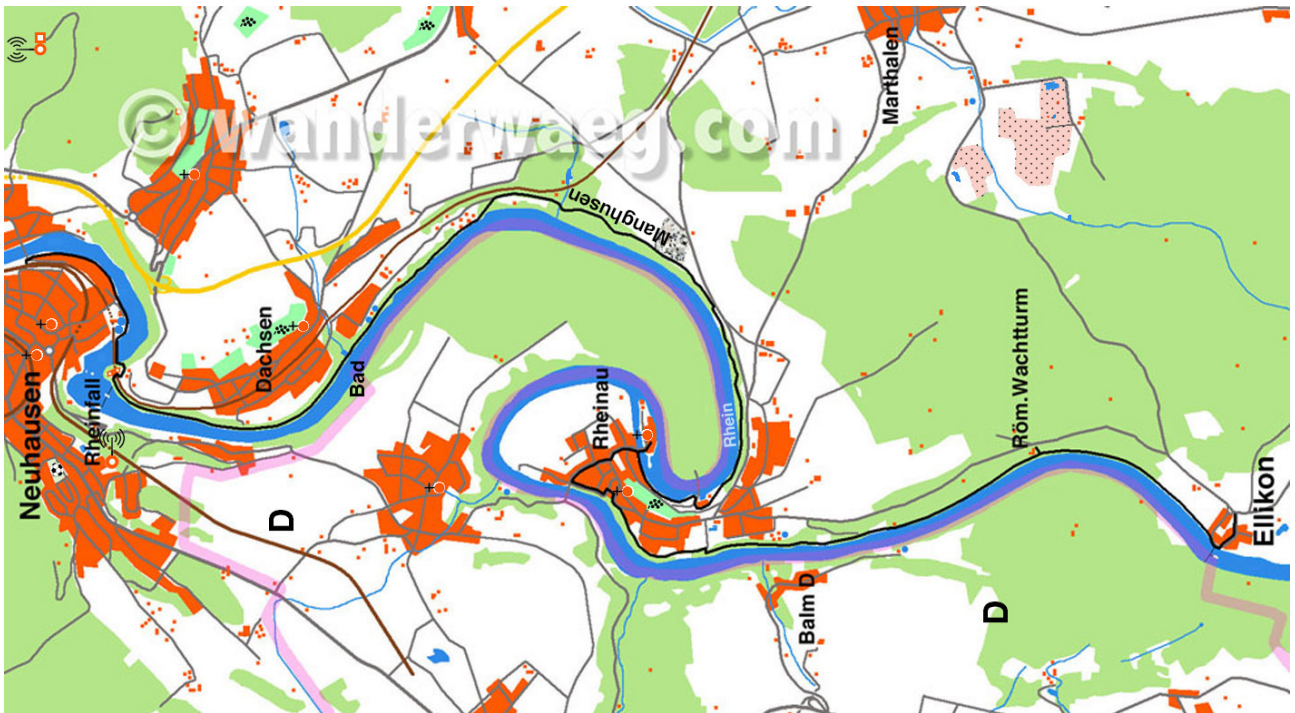 © wanderwaeg.com
Marthalen
Manghusen
Neuhausen
Rheinfall
Dachsen
Bad
Rheinau
Rhein
Röm.Wachtturm
Ellikon
D
Balm D
D